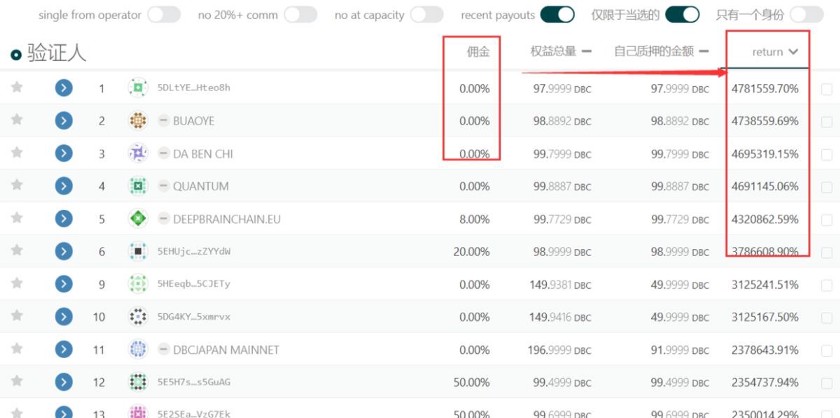 single from operator no 20%+ comm no at capacity recent payouts 仅限于当选的 只有一个身份
验证人 佣金 权益总量 自己质押的金额 return
1 5DLtYE…Hteo8h 0.00% 97.9999 DBC 97.9999 DBC 4781559.70%
2 BUAOYE 0.00% 98.8892 DBC 98.8892 DBC 4738559.69%
3 DA BEN CHI 0.00% 99.7999 DBC 99.7999 DBC 4695319.15%
4 QUANTUM 0.00% 99.8887 DBC 99.8887 DBC 4691145.06%
5 DEEPBRAINCHAIN.EU 8.00% 99.7729 DBC 99.7729 DBC 4320862.59%
6 5EHUjc…zZYYdW 20.00% 98.9999 DBC 98.9999 DBC 3786608.90%
9 5HEeqb…5CJETy 0.00% 149.9381 DBC 49.9999 DBC 3125241.51%
10 5DG4KY…5xmrvx 0.00% 149.9416 DBC 49.9999 DBC 3125167.50%
11 DBCJAPAN MAINNET 0.00% 196.9999 DBC 91.9999 DBC 2378643.91%
12 5E5H7s…s5GuAG 50.00% 99.4999 DBC 99.4999 DBC 2354737.94%
13 5E2SEa…VzG7Ek 50.00% 99.6999 DBC 99.6999 DBC 2350014.29%